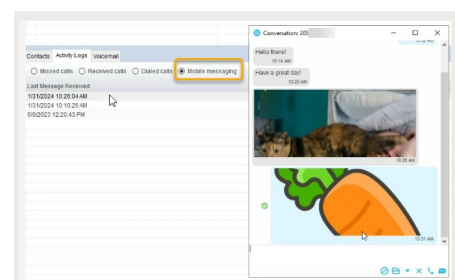 Conversation: 205
Hello there!
10:14 AM
Have a great day!
10:20 AM
10:25 AM
10:31 AM
Contacts Activity Logs Voicemail
Missed calls Received calls Dialed calls Mobile messaging
Last Message Received
1/31/2024 10:26:04 AM
1/31/2024 10:10:25 AM
6/6/2023 12:20:43 PM